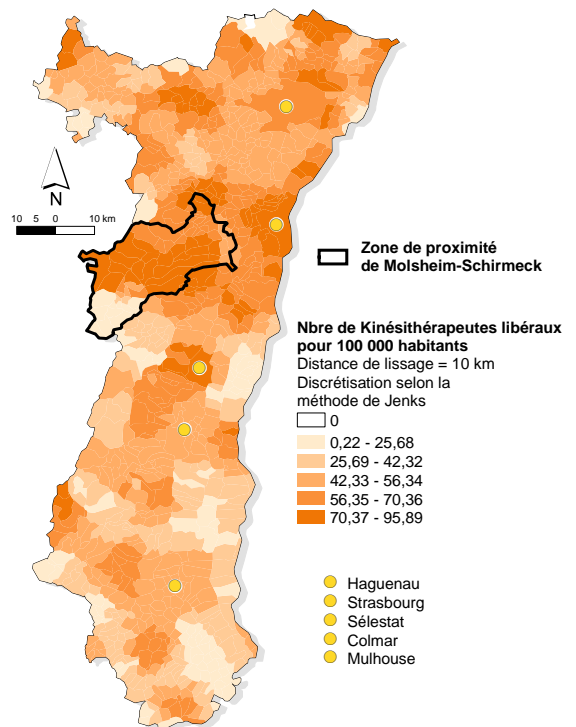 N
10 5 0 10 km
Zone de proximité
de Molsheim-Schirmeck
Nbre de Kinésithérapeutes libéraux
pour 100 000 habitants
Distance de lissage = 10 km
Discrétisation selon la
méthode de Jenks
0
0,22 - 25,68
25,69 - 42,32
42,33 - 56,34
56,35 - 70,36
70,37 - 95,89
Haguenau
Strasbourg
Sélestat
Colmar
Mulhouse